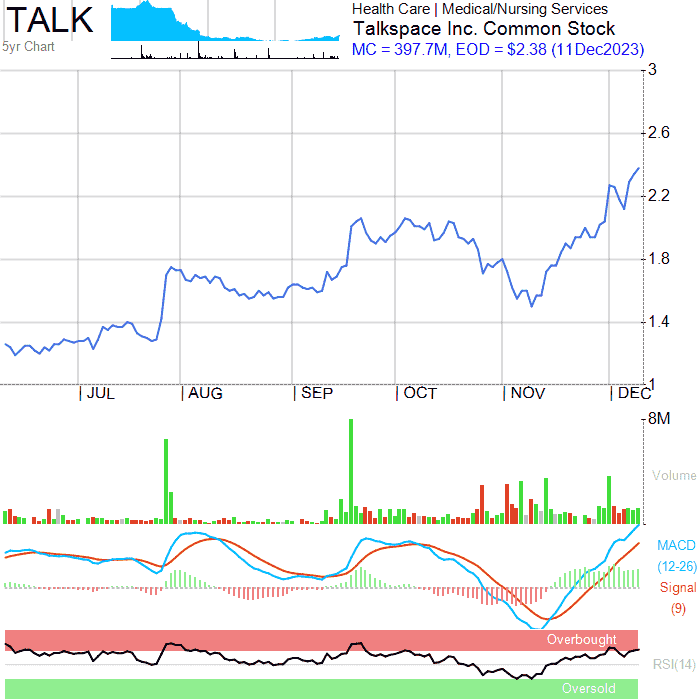 TALK
5yr Chart
Health Care | Medical/Nursing Services
Talkspace Inc. Common Stock
MC = 397.7M, EOD = $2.38 (11Dec2023)
3
2.6
2.2
1.8
1.4
1
| JUL | AUG | SEP | OCT | NOV | DEC
8M
Volume
MACD
(12-26)
Signal
(9)
Overbought
RSI(14)
Oversold